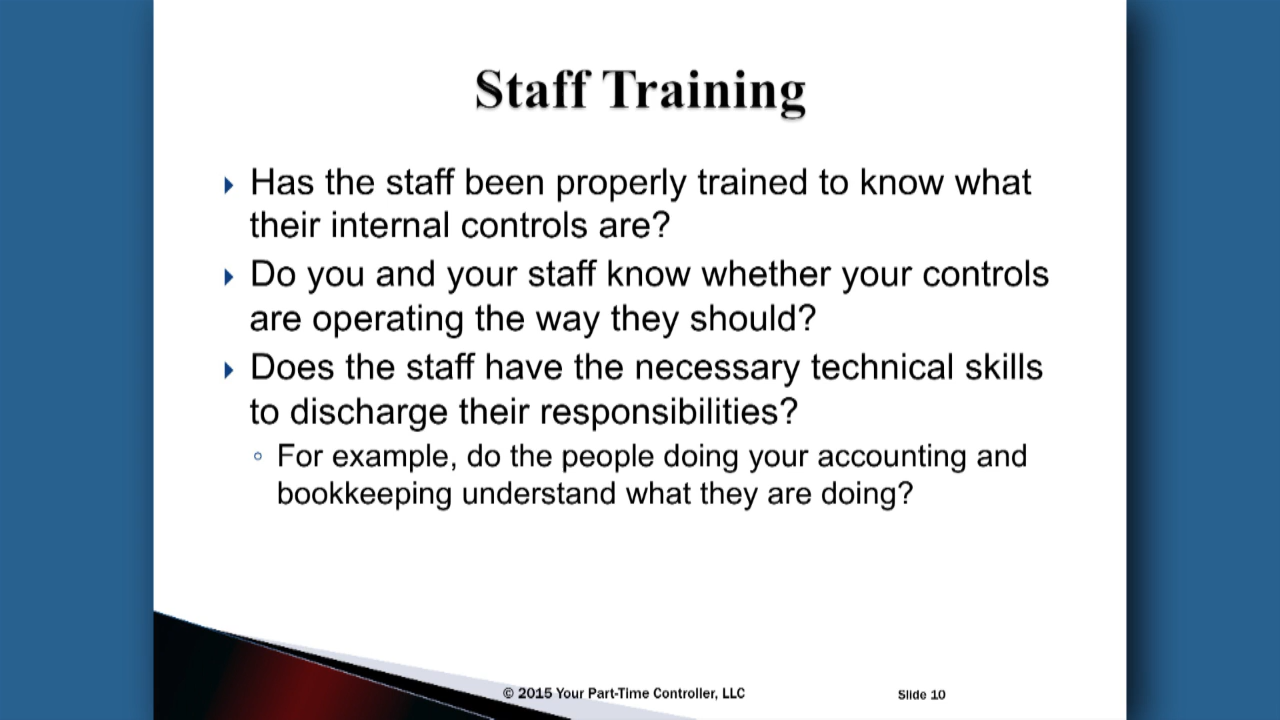 Staff Training
Has the staff been properly trained to know what
their internal controls are?
Do you and your staff know whether your controls
are operating the way they should?
Does the staff have the necessary technical skills
to discharge their responsibilities?
For example, do the people doing your accounting and
bookkeeping understand what they are doing?
© 2015 Your Part-Time Controller, LLC
Slide 10